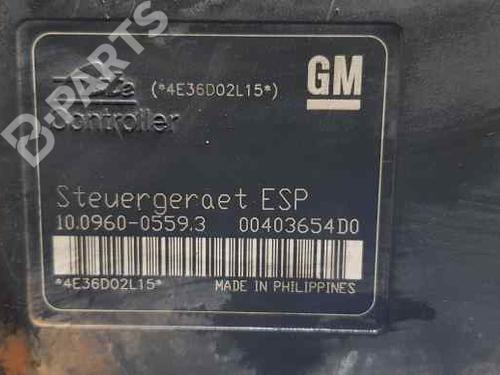 B-PARTS
(*4E36D02L15*)
GM
Controller
Steuergeraet ESP
10.0960-0559.3 00403654D0
*4E36D02L15* MADE IN PHILIPPINES